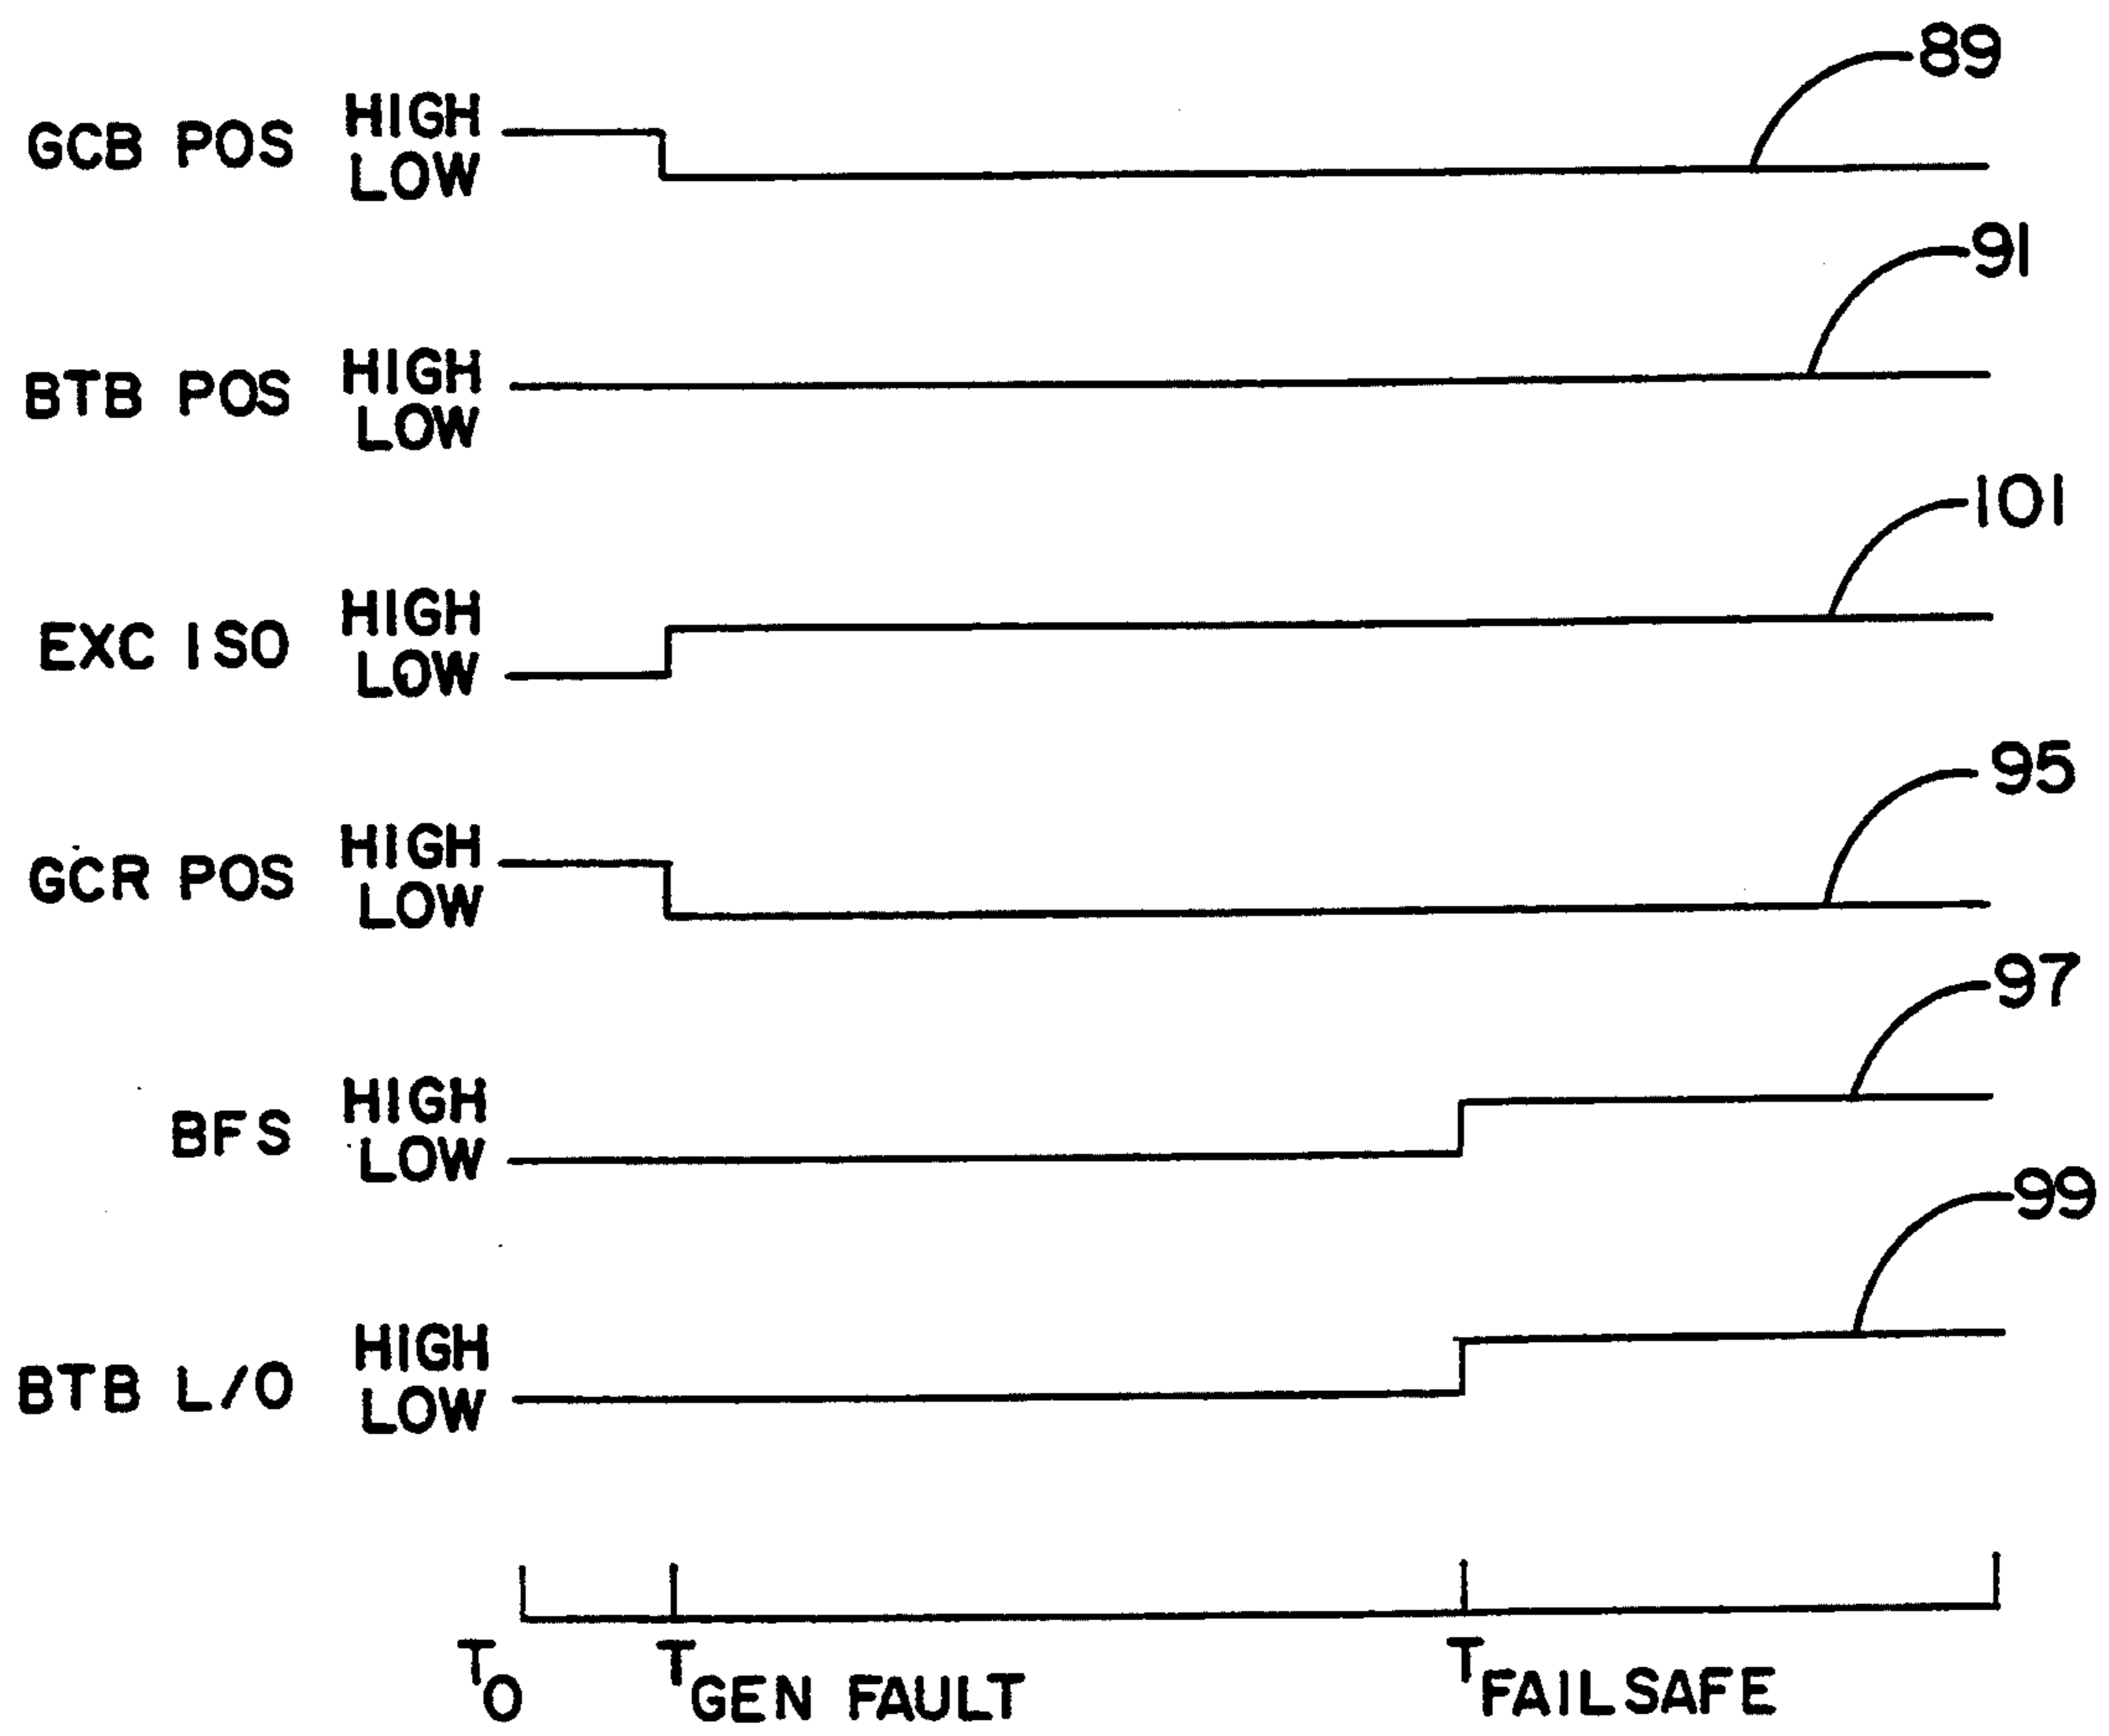 89
GCB POS HIGH
LOW
91
BTB POS HIGH
LOW
101
EXC ISO HIGH
LOW
95
GCR POS HIGH
LOW
97
BFS HIGH
LOW
99
BTB L/O HIGH
LOW
TO TGEN FAULT TFAILSAFE